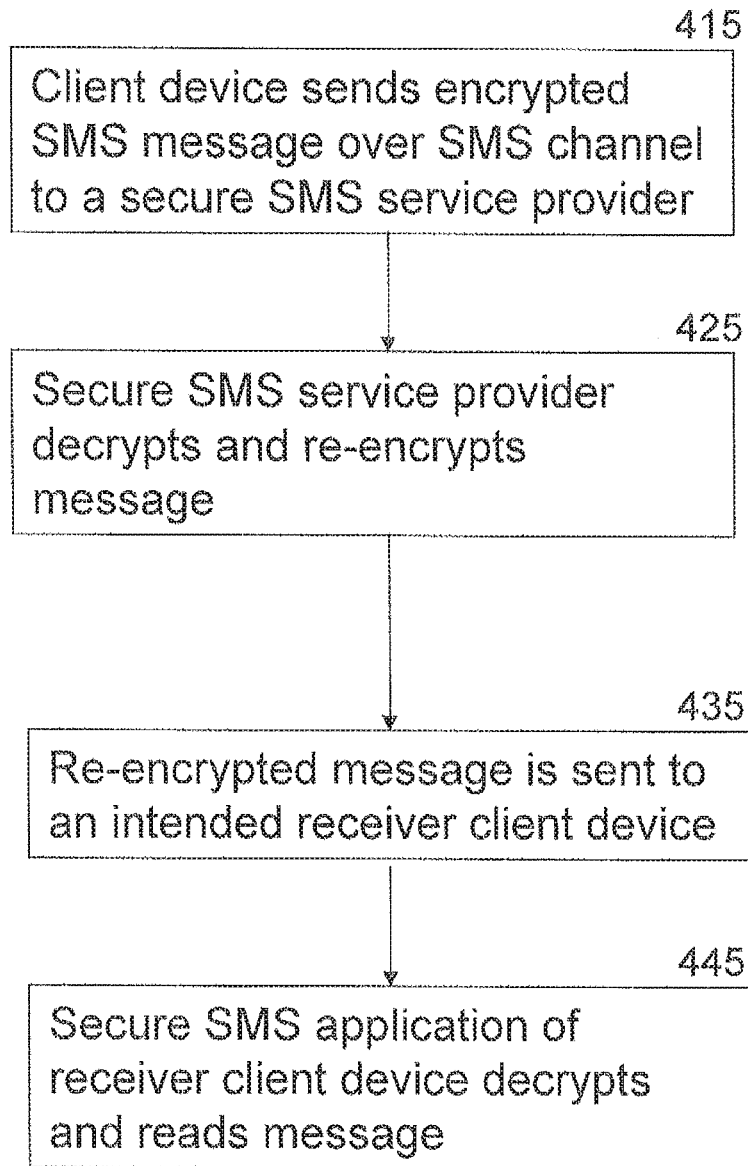 415
Client device sends encrypted
SMS message over SMS channel
to a secure SMS service provider
425
Secure SMS service provider
decrypts and re-encrypts
message
435
Re-encrypted message is sent to
an intended receiver client device
445
Secure SMS application of
receiver client device decrypts
and reads message